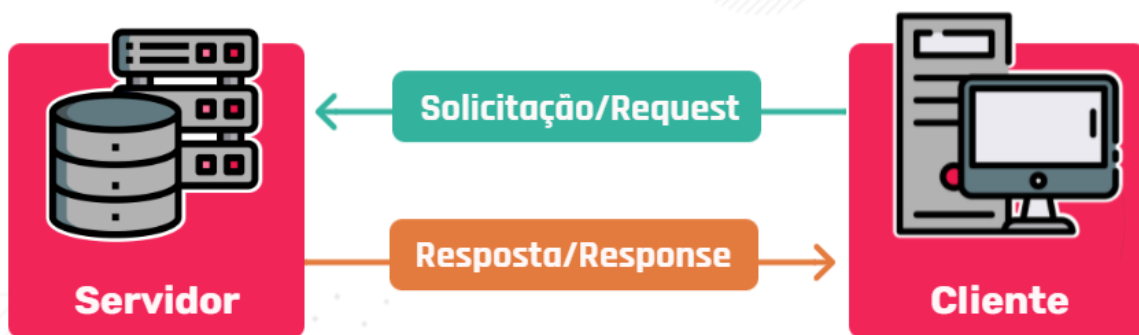 Solicitação/Request
Resposta/Response
Servidor
Cliente